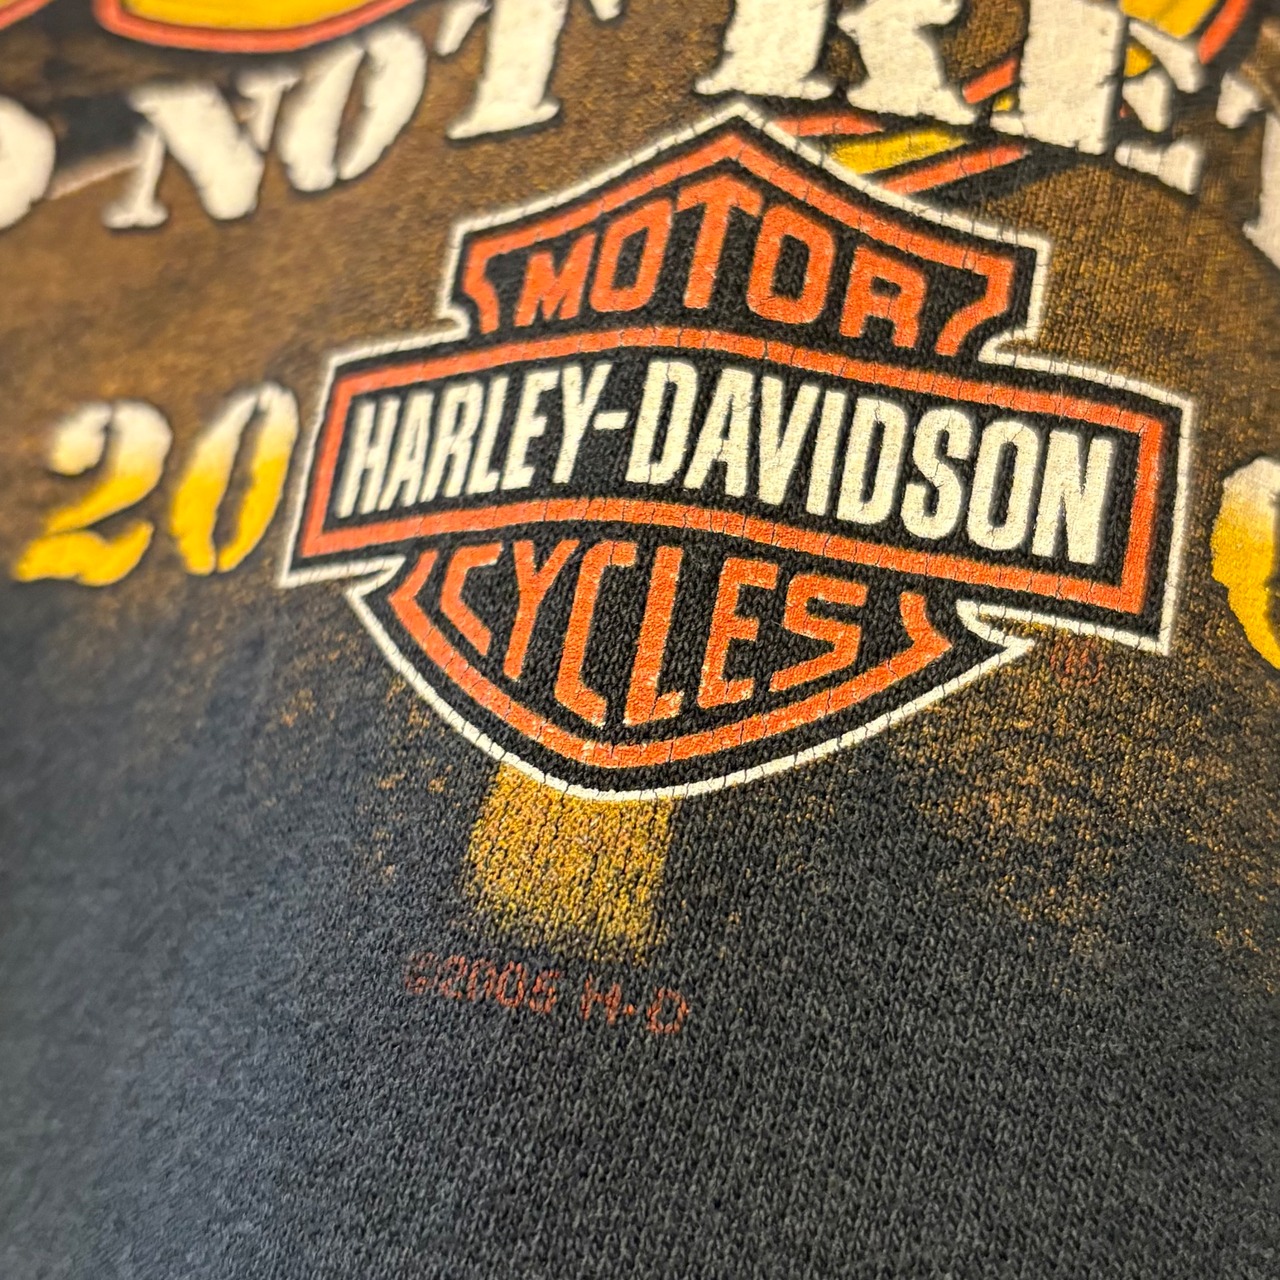 NOT RE
MOTOR
HARLEY-DAVIDSON
20
CYCLES
®
©2005 H-D